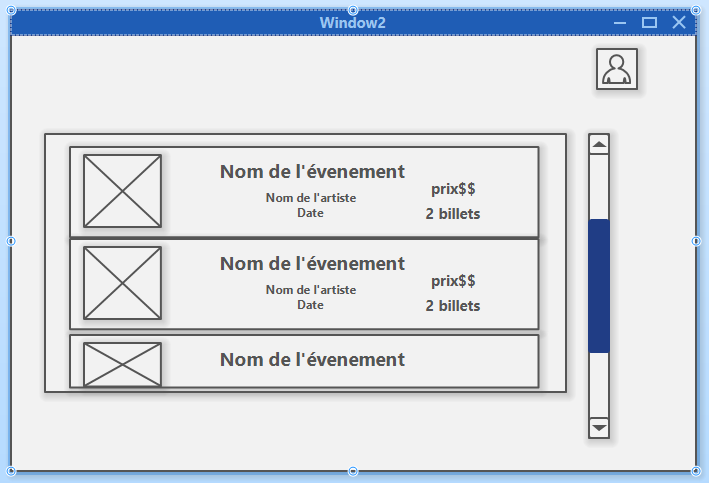 Window2
Nom de l'évenement
Nom de l'artiste
Date
prix$$
2 billets
Nom de l'évenement
Nom de l'artiste
Date
prix$$
2 billets
Nom de l'évenement